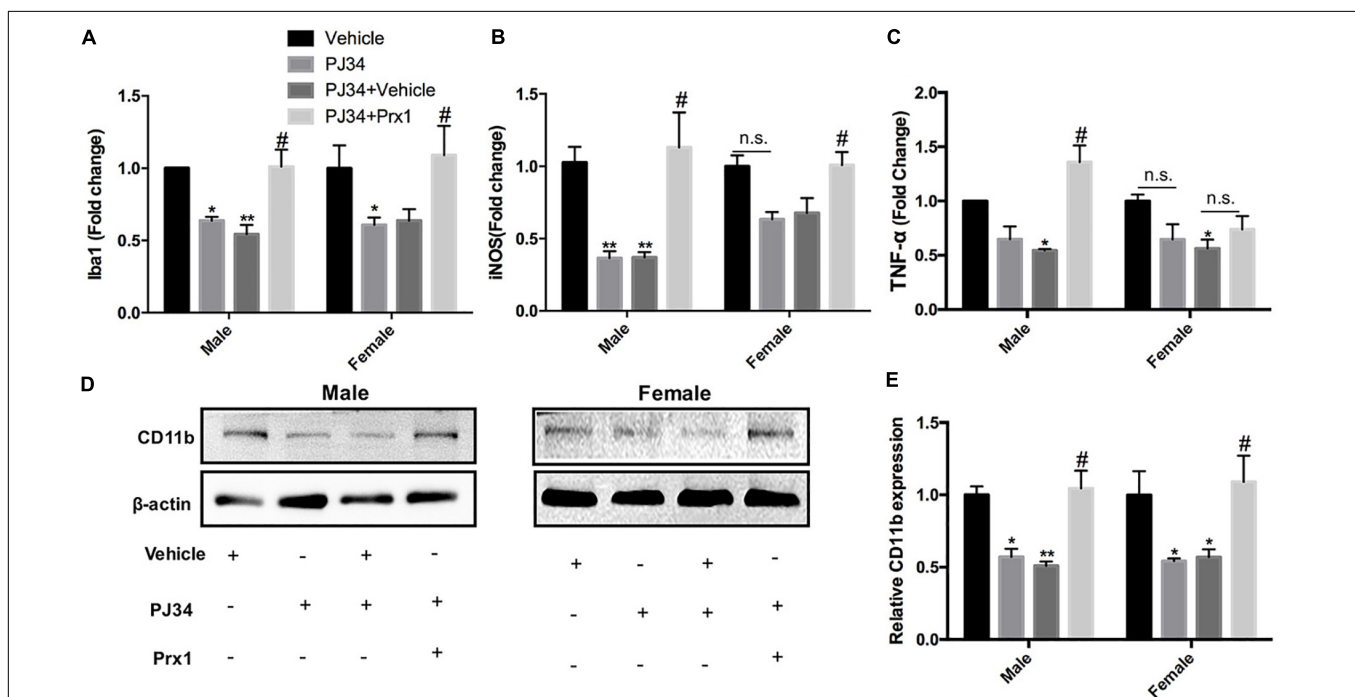 A
Vehicle
PJ34
PJ34+Vehicle
PJ34+Prx1
Iba1 (Fold change)
1.5
1.0
0.5
0.0
* ** # * #
Male Female
B
iNOS(Fold change)
1.5
1.0
0.5
0.0
** ** # n.s. #
Male Female
C
TNF-α (Fold Change)
2.0
1.5
1.0
0.5
0.0
* # n.s. * n.s.
Male Female
D
Male Female
CD11b
β-actin
Vehicle + - + - + - + -
PJ34 - + + + - + + +
Prx1 - - - + - - - +
E
Relative CD11b expression
1.5
1.0
0.5
0.0
* ** # * * #
Male Female